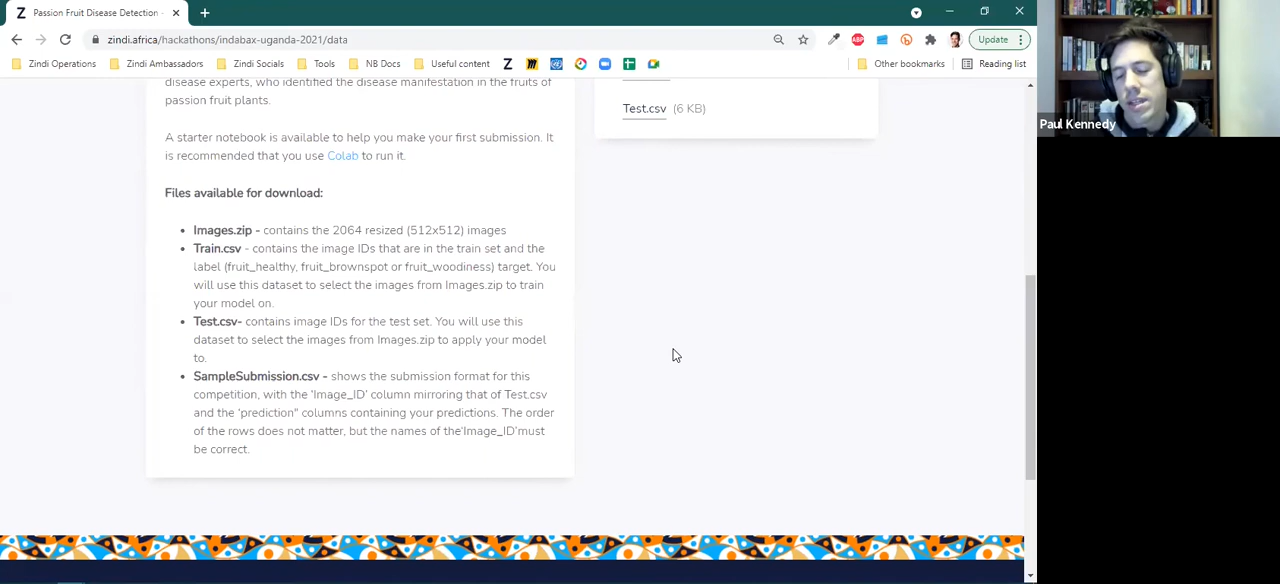 Z Passion Fruit Disease Detection - × +
zindi.africa/hackathons/indabax-uganda-2021/data
ABP
Update
Zindi Operations Zindi Ambassadors Zindi Socials Tools NB Docs Useful content Z Other bookmarks Reading list
disease experts, who identified the disease manifestation in the fruits of
passion fruit plants.
A starter notebook is available to help you make your first submission. It
is recommended that you use Colab to run it.
Files available for download:
• Images.zip - contains the 2064 resized (512x512) images
• Train.csv - contains the image IDs that are in the train set and the
label (fruit_healthy, fruit_brownspot or fruit_woodiness) target. You
will use this dataset to select the images from Images.zip to train
your model on.
• Test.csv- contains image IDs for the test set. You will use this
dataset to select the images from Images.zip to apply your model
to.
• SampleSubmission.csv - shows the submission format for this
competition, with the 'Image_ID' column mirroring that of Test.csv
and the 'prediction" columns containing your predictions. The order
of the rows does not matter, but the names of the'Image_ID'must
be correct.
Test.csv (6 KB)
Paul Kennedy